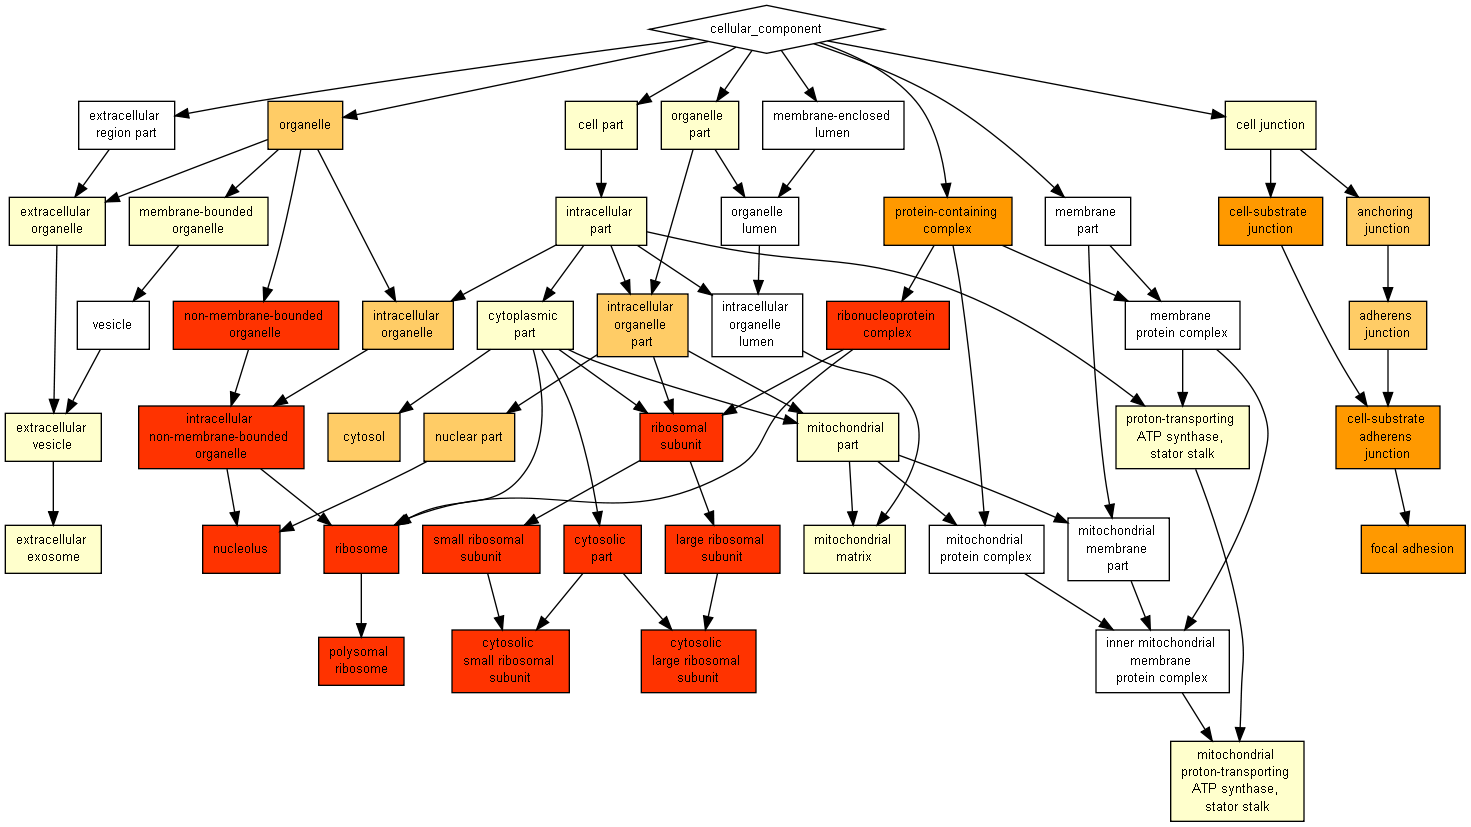 cellular_component
extracellular
region part
organelle
cell part
organelle
part
membrane-enclosed
lumen
cell junction
extracellular
organelle
membrane-bounded
organelle
intracellular
part
organelle
lumen
protein-containing
complex
membrane
part
cell-substrate
junction
anchoring
junction
vesicle
non-membrane-bounded
organelle
intracellular
organelle
cytoplasmic
part
intracellular
organelle
part
intracellular
organelle
lumen
ribonucleoprotein
complex
membrane
protein complex
adherens
junction
extracellular
vesicle
intracellular
non-membrane-bounded
organelle
cytosol
nuclear part
ribosomal
subunit
mitochondrial
part
proton-transporting
ATP synthase,
stator stalk
cell-substrate
adherens
junction
extracellular
exosome
nucleolus
ribosome
small ribosomal
subunit
cytosolic
part
large ribosomal
subunit
mitochondrial
matrix
mitochondrial
protein complex
mitochondrial
membrane
part
focal adhesion
polysomal
ribosome
cytosolic
small ribosomal
subunit
cytosolic
large ribosomal
subunit
inner mitochondrial
membrane
protein complex
mitochondrial
proton-transporting
ATP synthase,
stator stalk